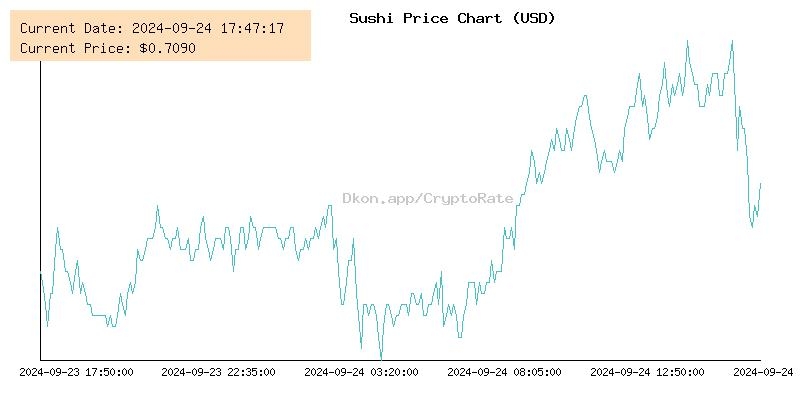 Sushi Price Chart (USD)
Current Date: 2024-09-24 17:47:17
Current Price: $0.7090
Dkon.app/CryptoRate
2024-09-23 17:50:00 2024-09-23 22:35:00 2024-09-24 03:20:00 2024-09-24 08:05:00 2024-09-24 12:50:00 2024-09-24